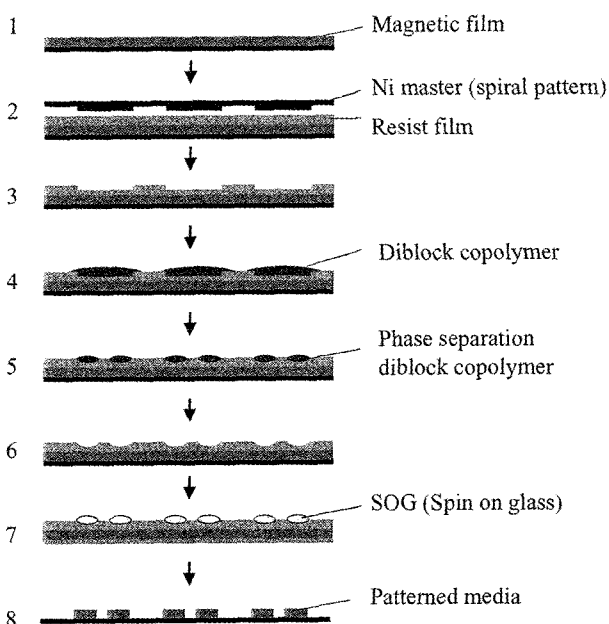 1
Magnetic film
2
Ni master (spiral pattern)
Resist film
3
4
Diblock copolymer
5
Phase separation
diblock copolymer
6
7
SOG (Spin on glass)
8
Patterned media